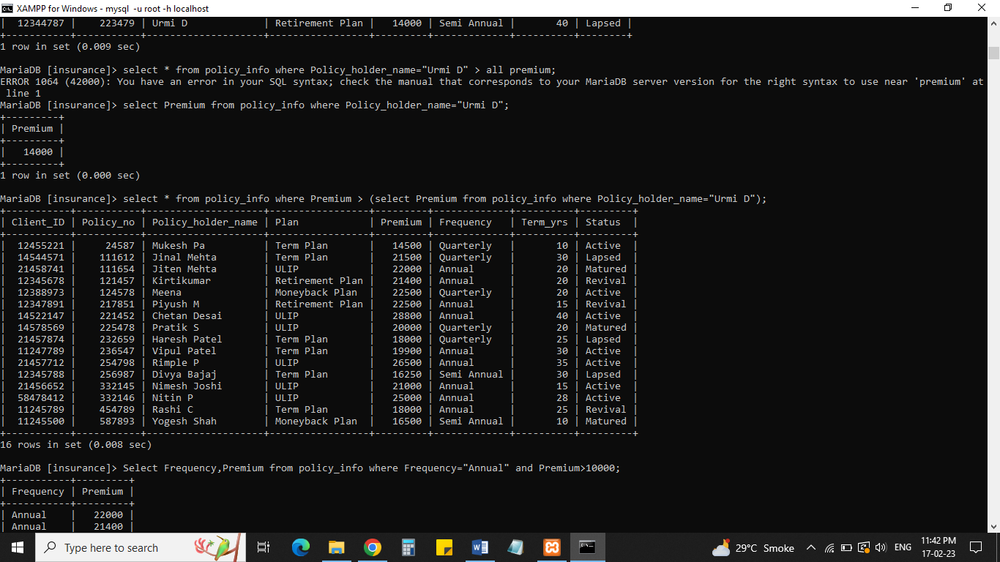 XAMPP for Windows - mysql -u root -h localhost
| 12344787 | 223479 | Urmi D | Retirement Plan | 14000 | Semi Annual | 40 | Lapsed |
+-----------+-----------+--------------------+-----------------+---------+-------------+----------+--------+
1 row in set (0.009 sec)
MariaDB [insurance]> select * from policy_info where Policy_holder_name="Urmi D" > all premium;
ERROR 1064 (42000): You have an error in your SQL syntax; check the manual that corresponds to your MariaDB server version for the right syntax to use near 'premium' at
line 1
MariaDB [insurance]> select Premium from policy_info where Policy_holder_name="Urmi D";
+---------+
| Premium |
+---------+
| 14000 |
+---------+
1 row in set (0.000 sec)
MariaDB [insurance]> select * from policy_info where Premium > (select Premium from policy_info where Policy_holder_name="Urmi D");
+-----------+-----------+--------------------+-----------------+---------+-------------+----------+---------+
| Client_ID | Policy_no | Policy_holder_name | Plan | Premium | Frequency | Term_yrs | Status |
+-----------+-----------+--------------------+-----------------+---------+-------------+----------+---------+
| 12455221 | 24587 | Mukesh Pa | Term Plan | 14500 | Quarterly | 10 | Active |
| 14544571 | 111612 | Jinal Mehta | Term Plan | 21500 | Quarterly | 30 | Lapsed |
| 21458741 | 111654 | Jiten Mehta | ULIP | 22000 | Annual | 20 | Matured |
| 12345678 | 121457 | Kirtikumar | Retirement Plan | 21400 | Annual | 20 | Revival |
| 12388973 | 124578 | Meena | Moneyback Plan | 22500 | Quarterly | 20 | Active |
| 12347891 | 217851 | Piyush M | Retirement Plan | 22500 | Annual | 15 | Revival |
| 14522147 | 221452 | Chetan Desai | ULIP | 28800 | Annual | 40 | Active |
| 14578569 | 225478 | Pratik S | ULIP | 20000 | Quarterly | 20 | Matured |
| 21457874 | 232659 | Haresh Patel | Term Plan | 18000 | Quarterly | 25 | Lapsed |
| 11247789 | 236547 | Vipul Patel | Term Plan | 19900 | Annual | 30 | Active |
| 21457712 | 254798 | Rimple P | ULIP | 26500 | Annual | 35 | Active |
| 12345788 | 256987 | Divya Bajaj | Term Plan | 16250 | Semi Annual | 30 | Lapsed |
| 21456652 | 332145 | Nimesh Joshi | ULIP | 21000 | Annual | 15 | Active |
| 58478412 | 332146 | Nitin P | ULIP | 25000 | Annual | 28 | Active |
| 11245789 | 454789 | Rashi C | Term Plan | 18000 | Annual | 25 | Revival |
| 11245500 | 587893 | Yogesh Shah | Moneyback Plan | 16500 | Semi Annual | 10 | Matured |
+-----------+-----------+--------------------+-----------------+---------+-------------+----------+---------+
16 rows in set (0.008 sec)
MariaDB [insurance]> Select Frequency,Premium from policy_info where Frequency="Annual" and Premium>10000;
+-----------+---------+
| Frequency | Premium |
+-----------+---------+
| Annual | 22000 |
| Annual | 21400 |
Type here to search
29°C Smoke
ENG
11:42 PM
17-02-23